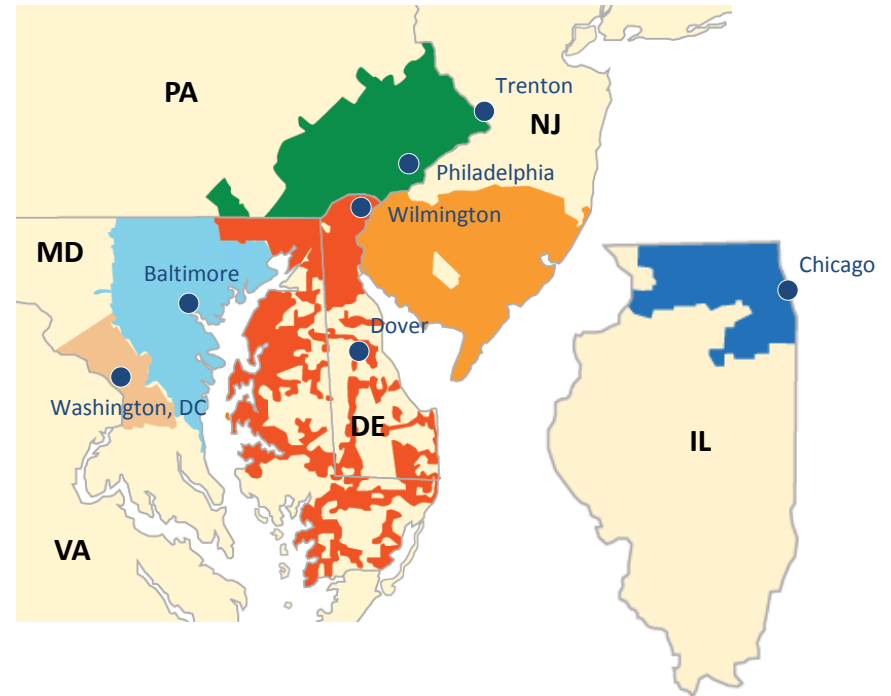 PA
Trenton
NJ
Philadelphia
Wilmington
MD
Baltimore
Chicago
Dover
Washington, DC
DE
IL
VA